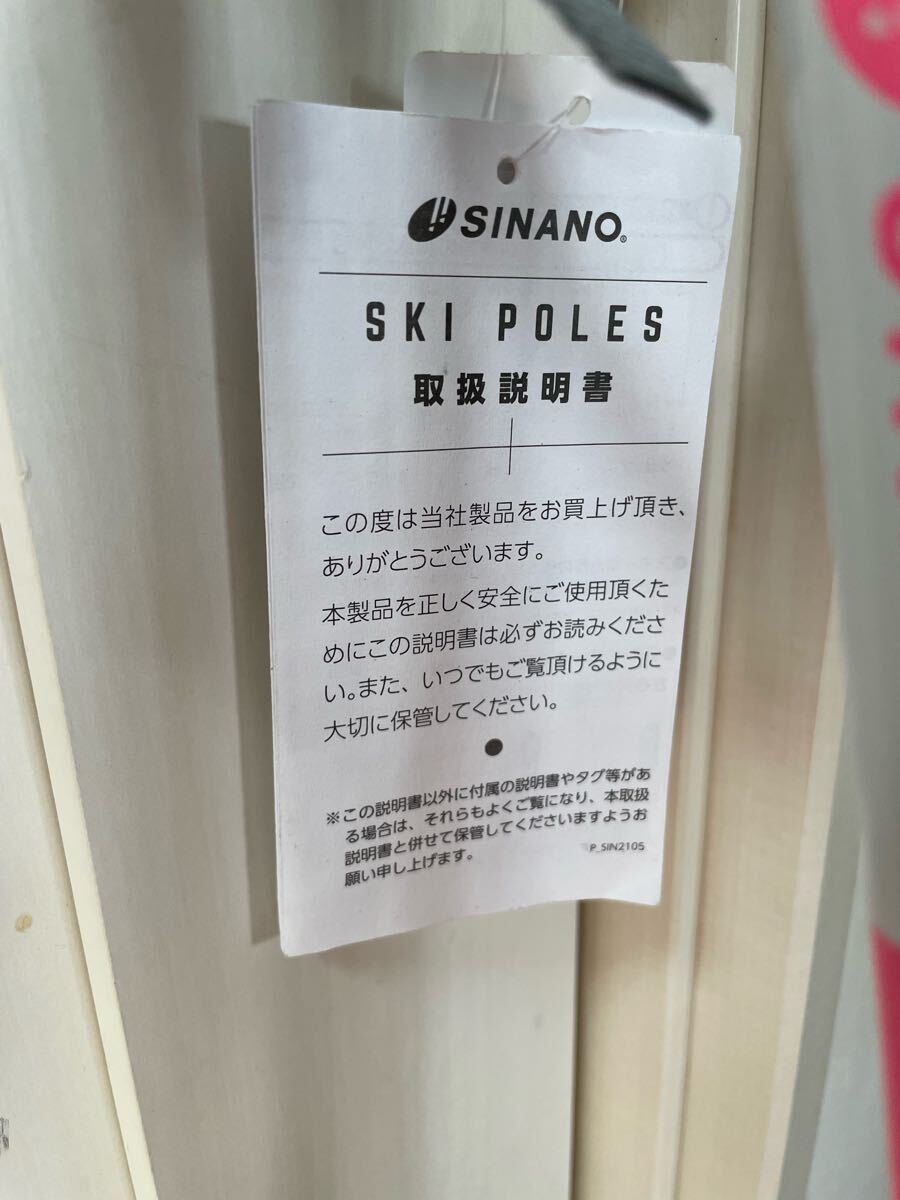 SINANO®
SKI POLES
取扱説明書
この度は当社製品をお買上げ頂き、
ありがとうございます。
本製品を正しく安全にご使用頂くた
めにこの説明書は必ずお読みくださ
い。また、いつでもご覧頂けるように
大切に保管してください。
※この説明書以外に付属の説明書やタグ等があ
る場合は、それらもよくご覧になり、本取扱
説明書と併せて保管してくださいますようお
願い申し上げます。
P_SIN2105